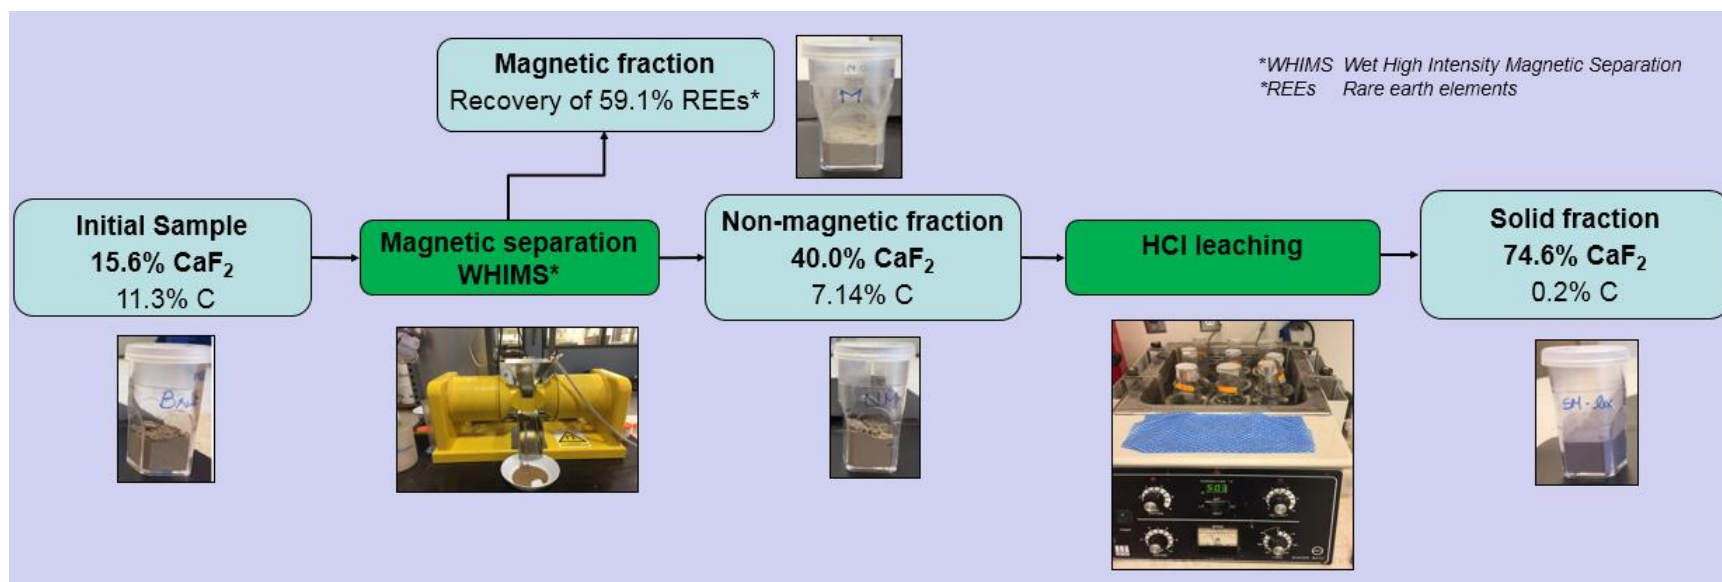 Magnetic fraction
Recovery of 59.1% REEs*
*WHIMS Wet High Intensity Magnetic Separation
*REEs Rare earth elements
Initial Sample
15.6% CaF₂
11.3% C
Magnetic separation
WHIMS*
Non-magnetic fraction
40.0% CaF₂
7.14% C
HCl leaching
Solid fraction
74.6% CaF₂
0.2% C
M
NM
503